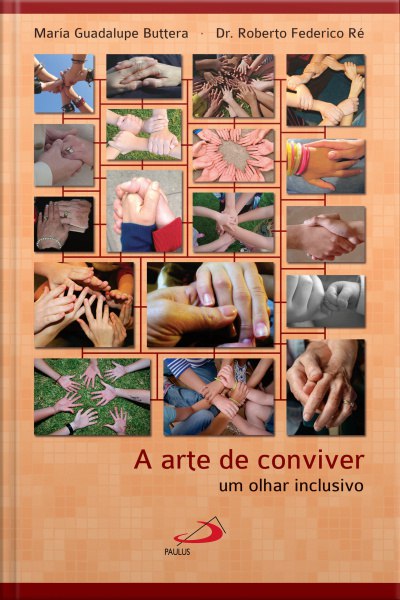 María Guadalupe Buttera · Dr. Roberto Federico Ré
A arte de conviver
um olhar inclusivo
PAULUS